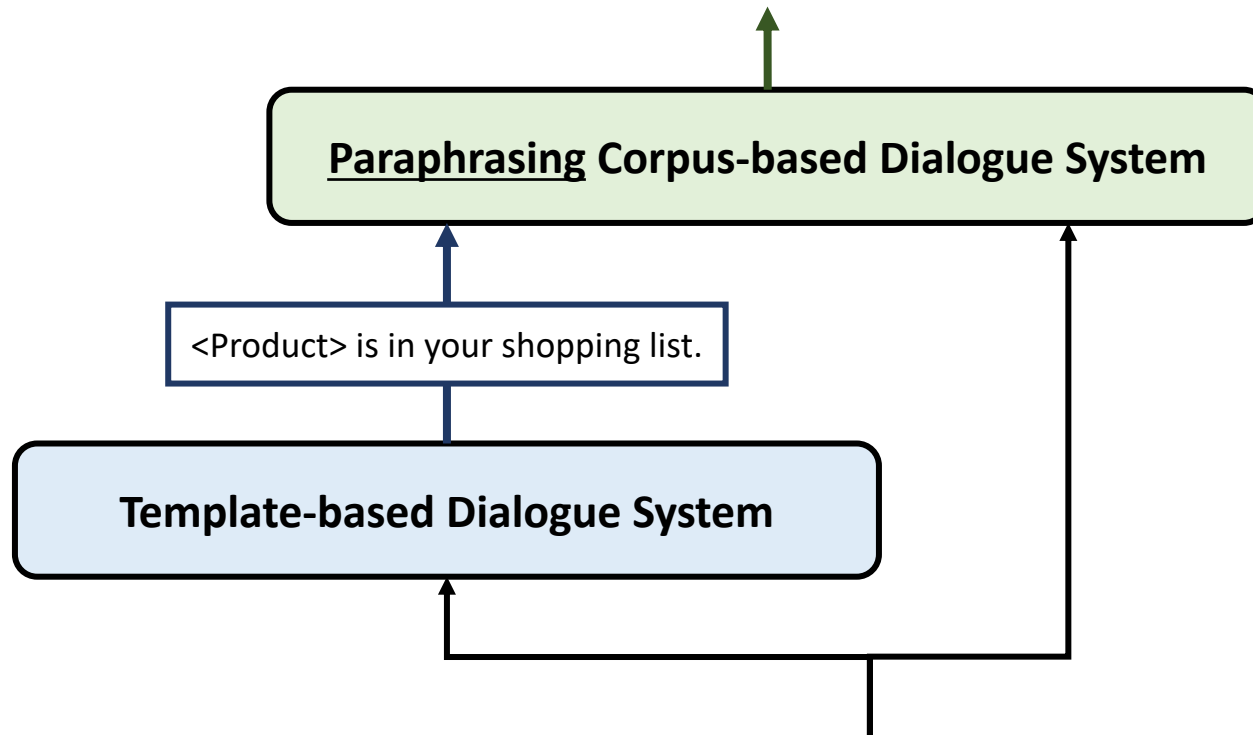 Paraphrasing Corpus-based Dialogue System
<Product> is in your shopping list.
Template-based Dialogue System